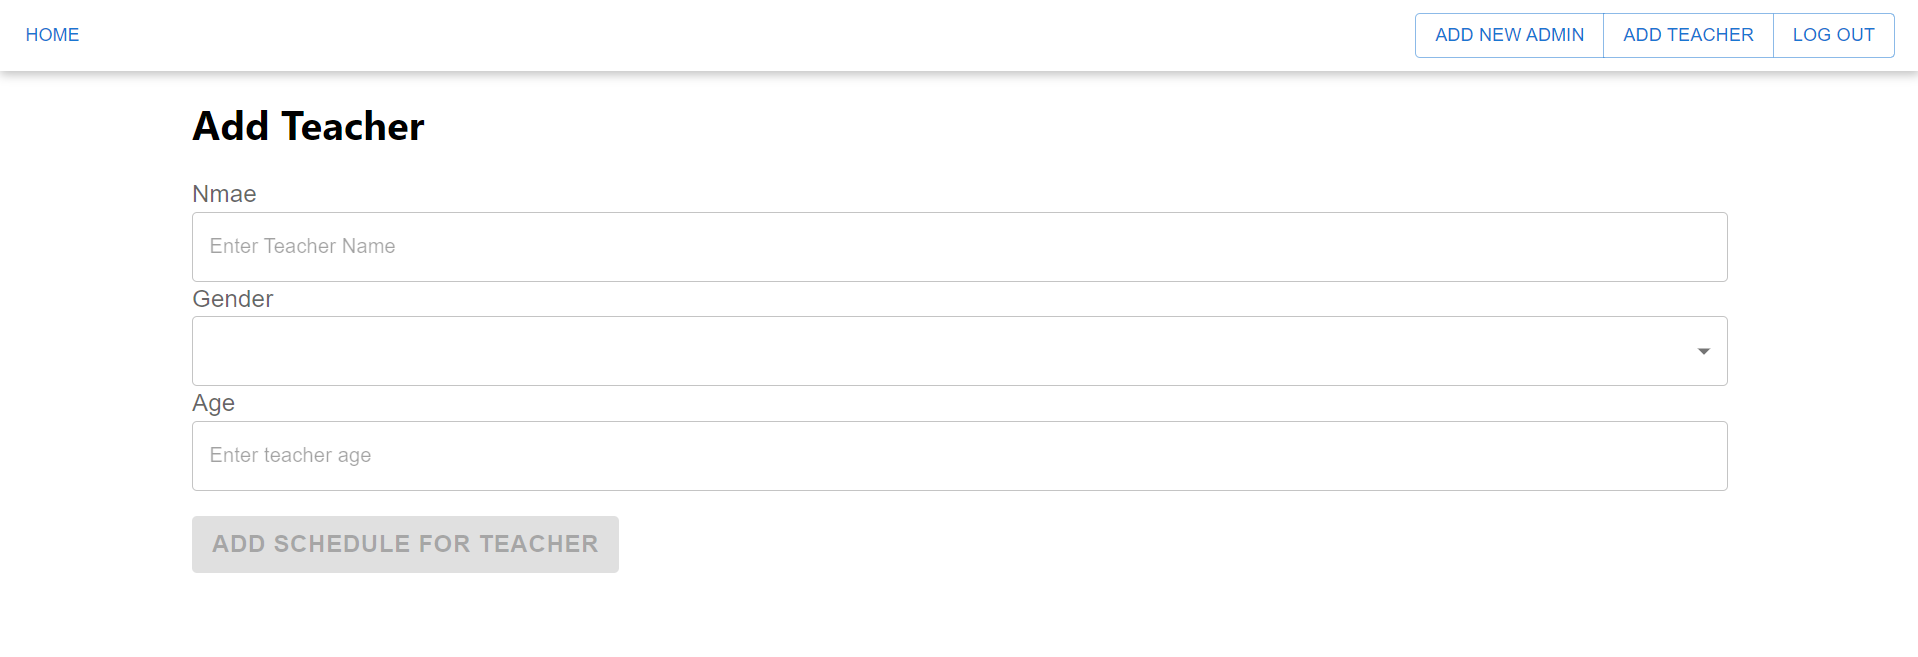 HOME
ADD NEW ADMIN
ADD TEACHER
LOG OUT
Add Teacher
Nmae
Enter Teacher Name
Gender
Age
Enter teacher age
ADD SCHEDULE FOR TEACHER